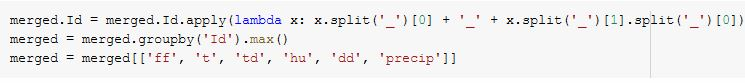 merged.Id = merged.Id.apply(lambda x: x.split('_')[0] + '_' + x.split('_')[1].split('_')[0])
merged = merged.groupby('Id').max()
merged = merged[['ff', 't', 'td', 'hu', 'dd', 'precip']]